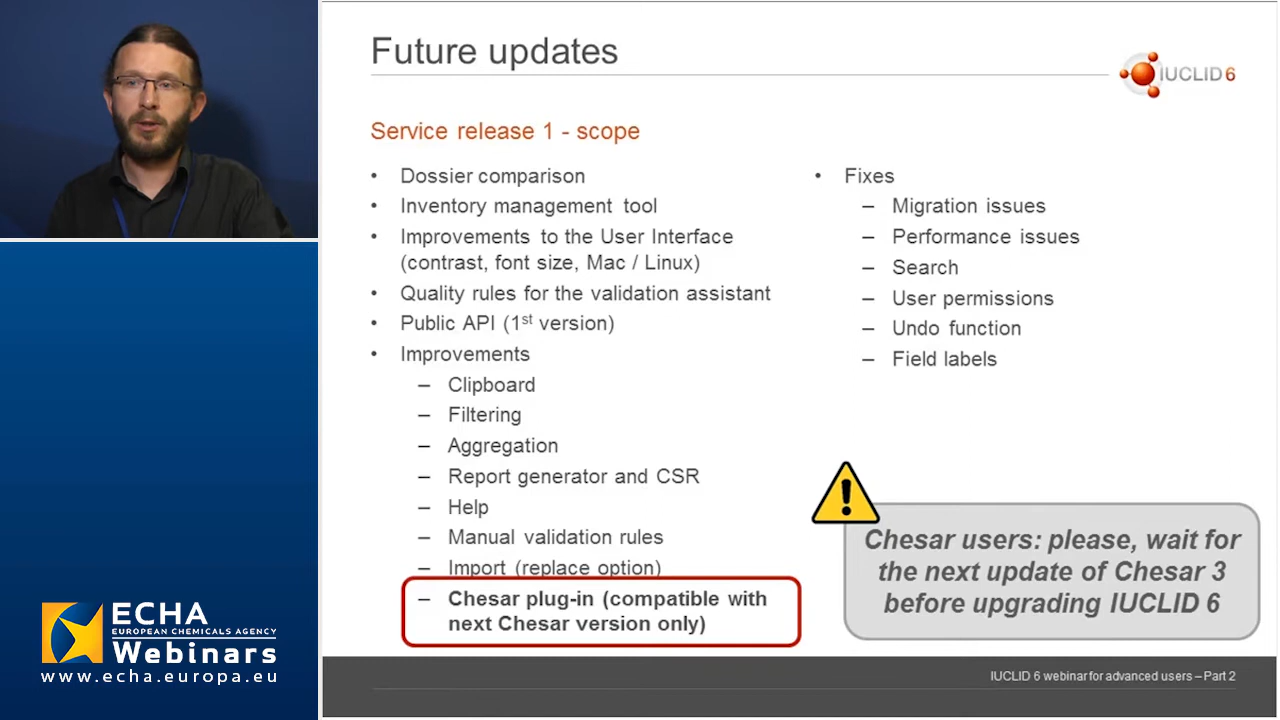 Future updates
IUCLID 6
Service release 1 - scope
• Dossier comparison
• Inventory management tool
• Improvements to the User Interface
(contrast, font size, Mac / Linux)
• Quality rules for the validation assistant
• Public API (1st version)
• Improvements
– Clipboard
– Filtering
– Aggregation
– Report generator and CSR
– Help
– Manual validation rules
– Import (replace option)
– Chesar plug-in (compatible with
next Chesar version only)
• Fixes
– Migration issues
– Performance issues
– Search
– User permissions
– Undo function
– Field labels
Chesar users: please, wait for
the next update of Chesar 3
before upgrading IUCLID 6
ECHA
EUROPEAN CHEMICALS AGENCY
Webinars
www.echa.europa.eu
IUCLID 6 webinar for advanced users – Part 2